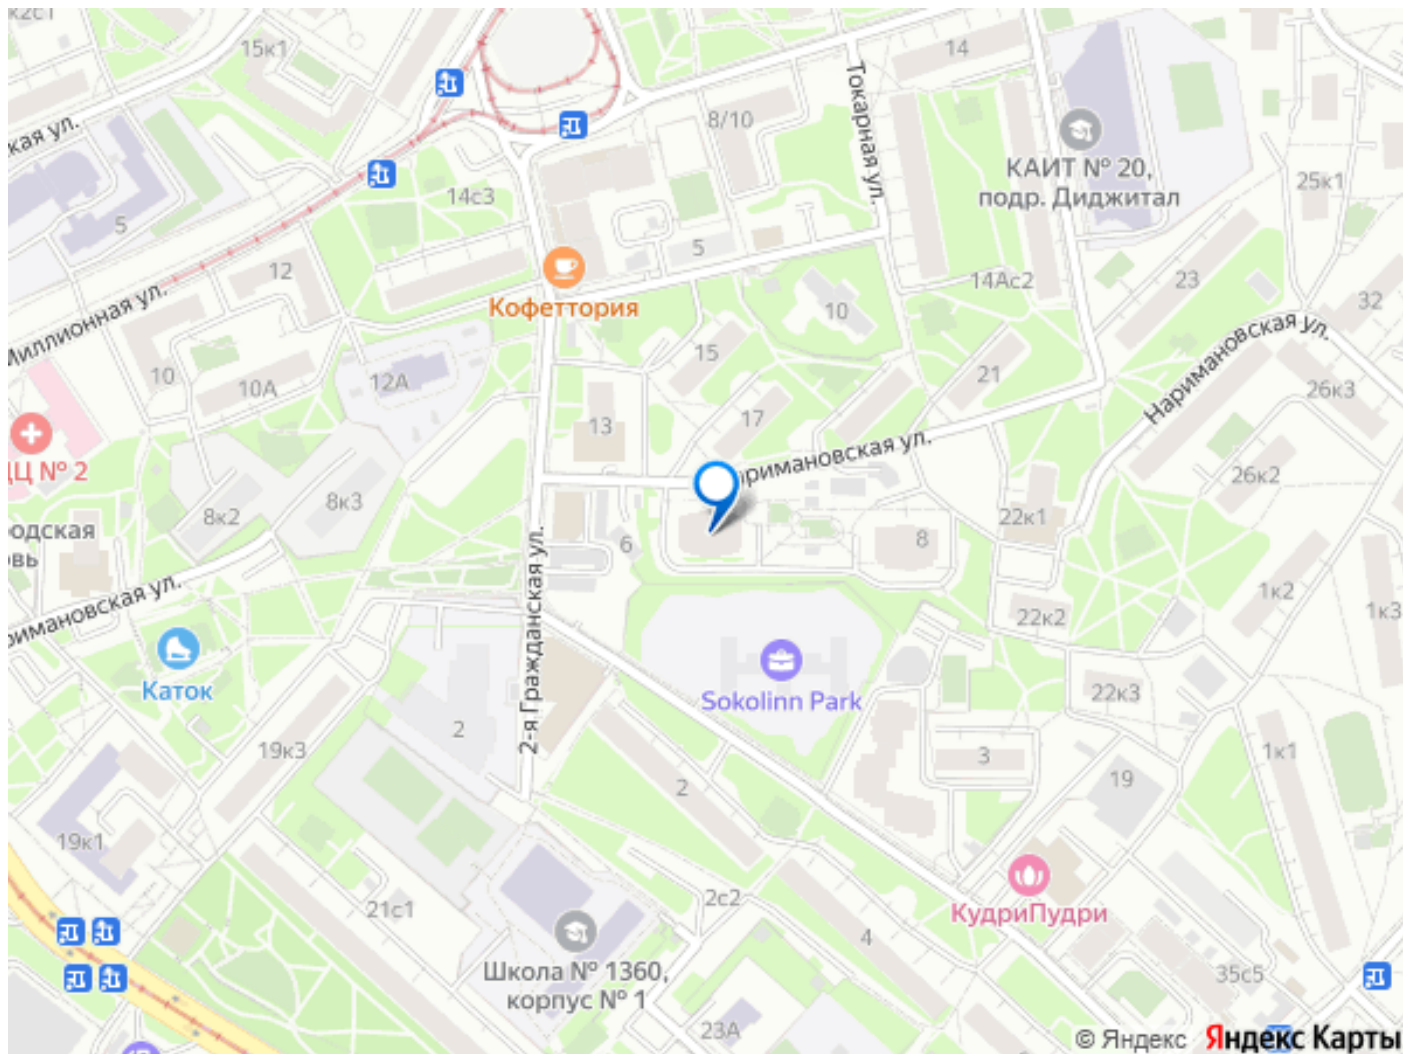 к2с1
15к1
14
кая ул.
8/10
Токарная ул.
КАИТ № 20,
подр. Диджитал
25к1
14с3
5
5
12
14Ас2
23
32
Кофеттория
10
Миллионная ул.
Наримановская ул.
15
10
10А
12А
21
26к3
13
17
ДЦ № 2
римановская ул.
26к2
8к2
8к3
22к1
одская
вь
6
8
2-я Гражданская ул.
1к2
1к3
римановская ул.
22к2
Каток
Sokolinn Park
22к3
2
19к3
3
1к1
2
19
19к1
21с1
2с2
КудриПудри
4
Школа № 1360,
корпус № 1
35с5
23А
© Яндекс Яндекс Карты